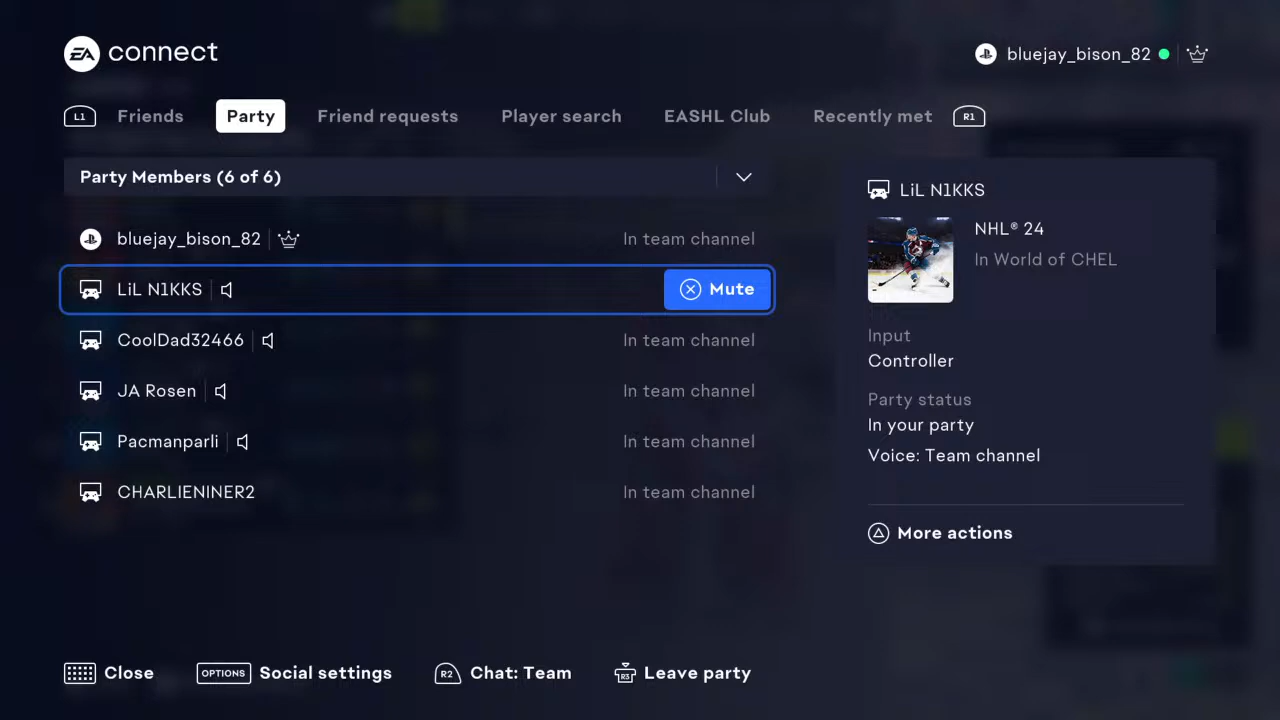 EA connect
bluejay_bison_82
L1 Friends Party Friend requests Player search EASHL Club Recently met R1
Party Members (6 of 6)
bluejay_bison_82 In team channel
LiL N1KKS Mute
CoolDad32466 In team channel
JA Rosen In team channel
Pacmanparli In team channel
CHARLIENINER2 In team channel
LiL N1KKS
NHL® 24
In World of CHEL
Input
Controller
Party status
In your party
Voice: Team channel
More actions
Close OPTIONS Social settings R2 Chat: Team R3 Leave party